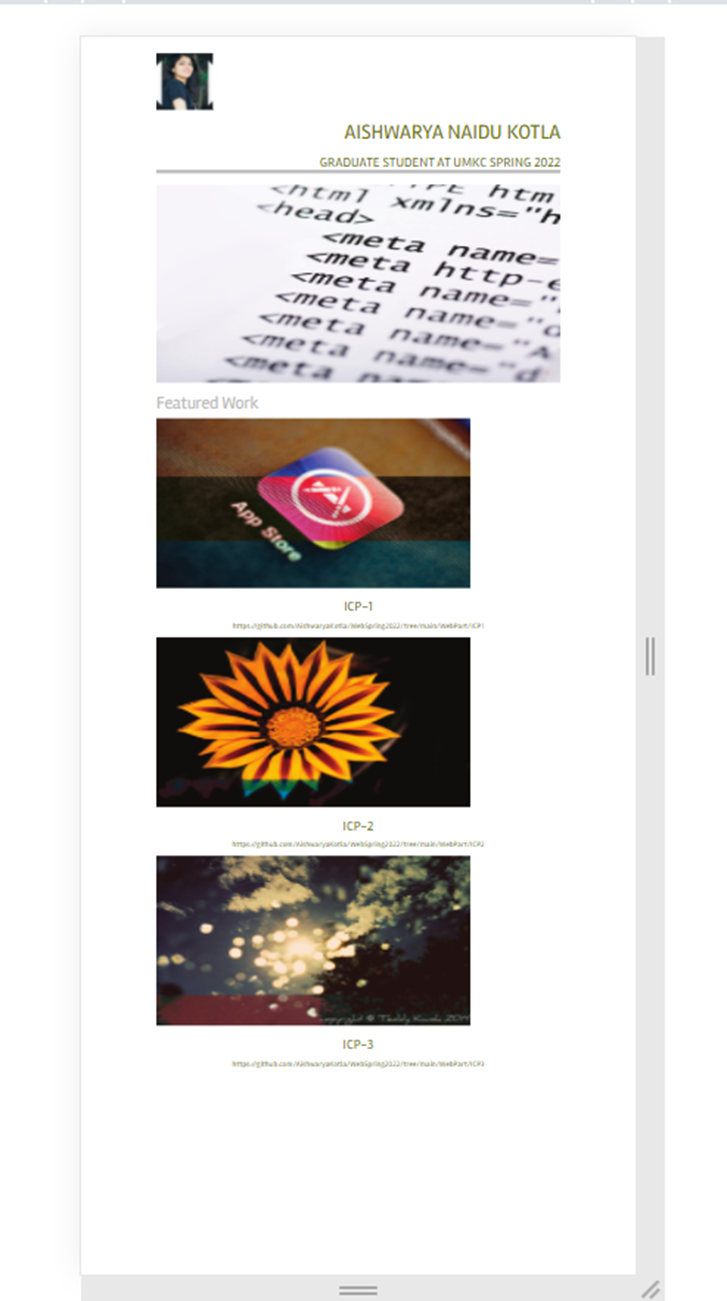 AISHWARYA NAIDU KOTLA
GRADUATE STUDENT AT UMKC SPRING 2022
<html
TYPE htm
<head>
xmlns="h
<meta name=
<meta http-e
<meta name="
<meta name="d
<meta name="A
<meta name="d
<meta
Featured Work
App Store
ICP-1
https://github.com/AishwaryaKotla/WebSpring2022/tree/main/WebPart/ICP1
ICP-2
https://github.com/AishwaryaKotla/WebSpring2022/tree/main/WebPart/ICP2
copyright © Teddy
ICP-3
https://github.com/AishwaryaKotla/WebSpring2022/tree/main/WebPart/ICP3